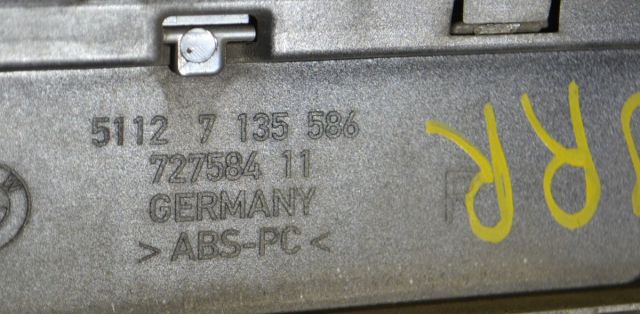 5112 7 135 586
727584 11
GERMANY
> ABS-PC <
RR